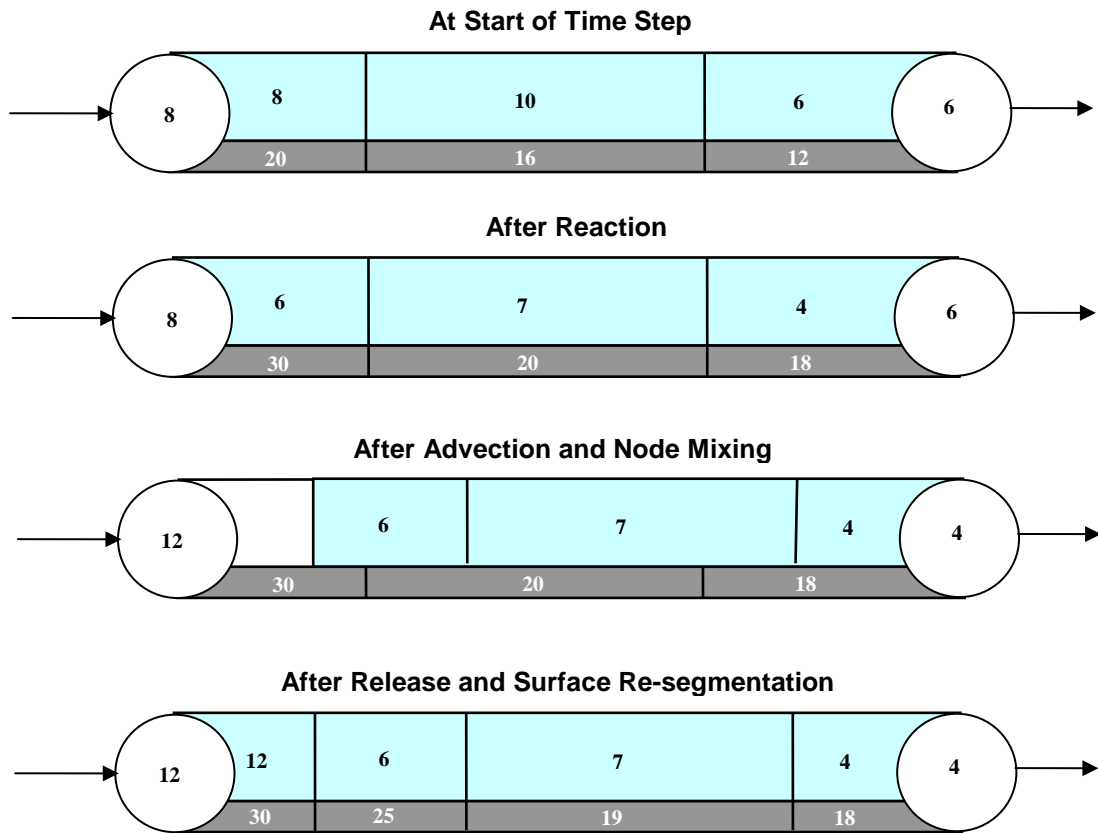 At Start of Time Step
8 8 10 6 6
20 16 12
After Reaction
8 6 7 4 6
30 20 18
After Advection and Node Mixing
12 6 7 4 4
30 20 18
After Release and Surface Re-segmentation
12 12 6 7 4 4
30 25 19 18